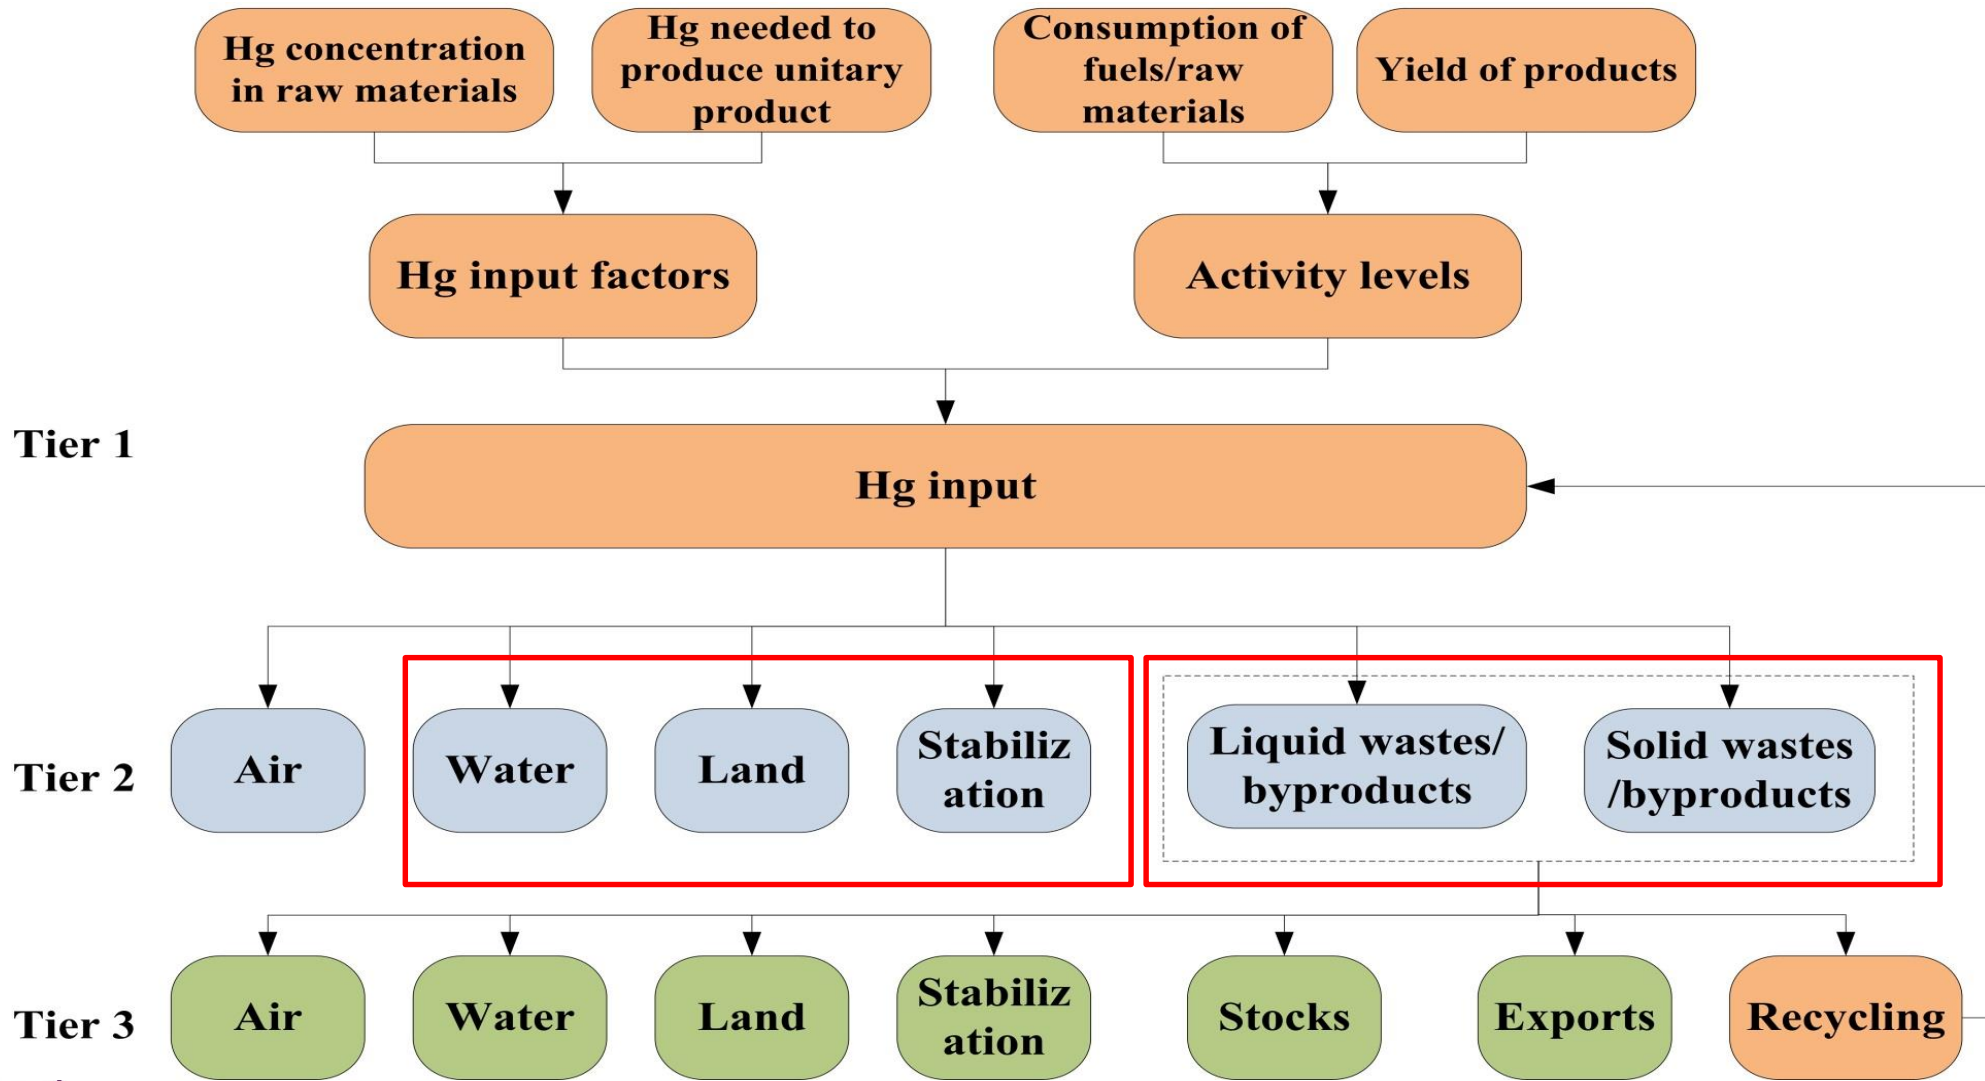 Hg concentration
in raw materials
Hg needed to
produce unitary
product
Consumption of
fuels/raw
materials
Yield of products
Hg input factors
Activity levels
Tier 1
Hg input
Tier 2
Air
Water
Land
Stabiliz
ation
Liquid wastes/
byproducts
Solid wastes
/byproducts
Tier 3
Air
Water
Land
Stabiliz
ation
Stocks
Exports
Recycling